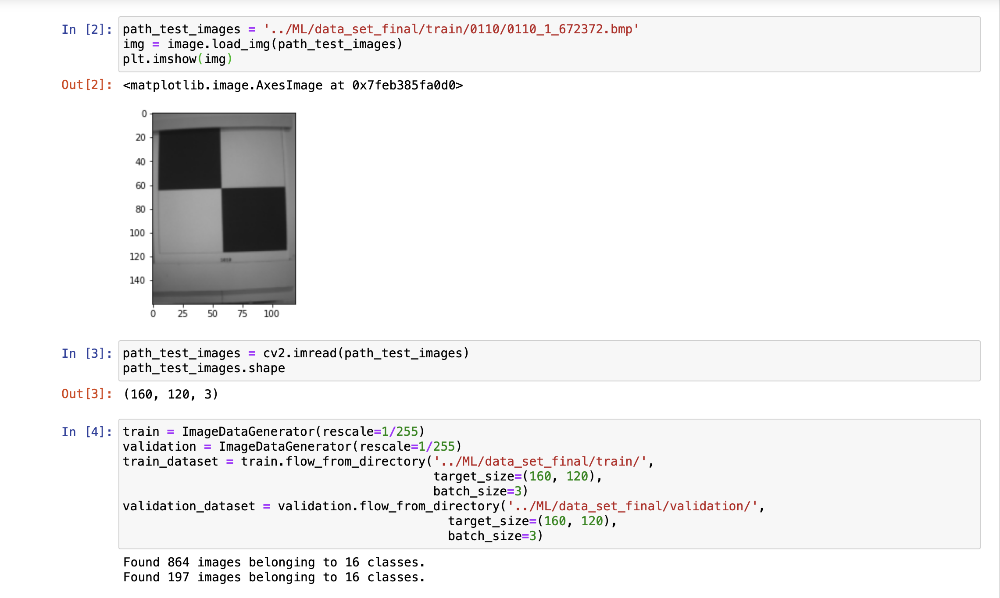 In [2]: path_test_images = '../ML/data_set_final/train/0110/0110_1_672372.bmp'
img = image.load_img(path_test_images)
plt.imshow(img)
Out[2]: <matplotlib.image.AxesImage at 0x7feb385fa0d0>
0
20
40
60
80
100
120
140
0 25 50 75 100
In [3]: path_test_images = cv2.imread(path_test_images)
path_test_images.shape
Out[3]: (160, 120, 3)
In [4]: train = ImageDataGenerator(rescale=1/255)
validation = ImageDataGenerator(rescale=1/255)
train_dataset = train.flow_from_directory('../ML/data_set_final/train/',
target_size=(160, 120),
batch_size=3)
validation_dataset = validation.flow_from_directory('../ML/data_set_final/validation/',
target_size=(160, 120),
batch_size=3)
Found 864 images belonging to 16 classes.
Found 197 images belonging to 16 classes.